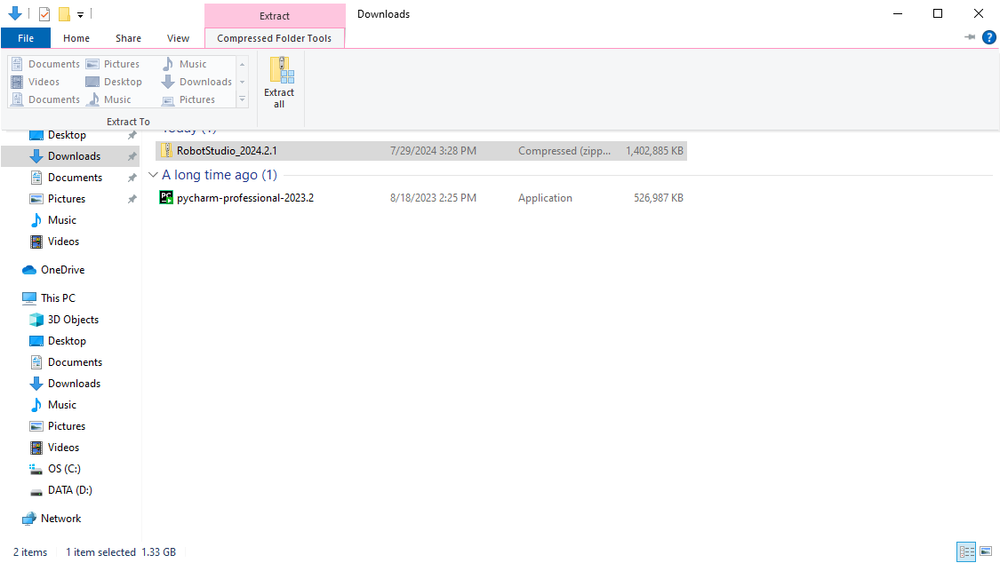 Extract
Downloads
File
Home
Share
View
Compressed Folder Tools
Documents
Pictures
Music
Videos
Desktop
Downloads
Documents
Music
Pictures
Extract
all
Extract To
Today (1)
Desktop
Downloads
Documents
Pictures
Music
Videos
OneDrive
This PC
3D Objects
Desktop
Documents
Downloads
Music
Pictures
Videos
OS (C:)
DATA (D:)
Network
RobotStudio_2024.2.1 7/29/2024 3:28 PM Compressed (zipp... 1,402,885 KB
A long time ago (1)
pycharm-professional-2023.2 8/18/2023 2:25 PM Application 526,987 KB
2 items 1 item selected 1.33 GB